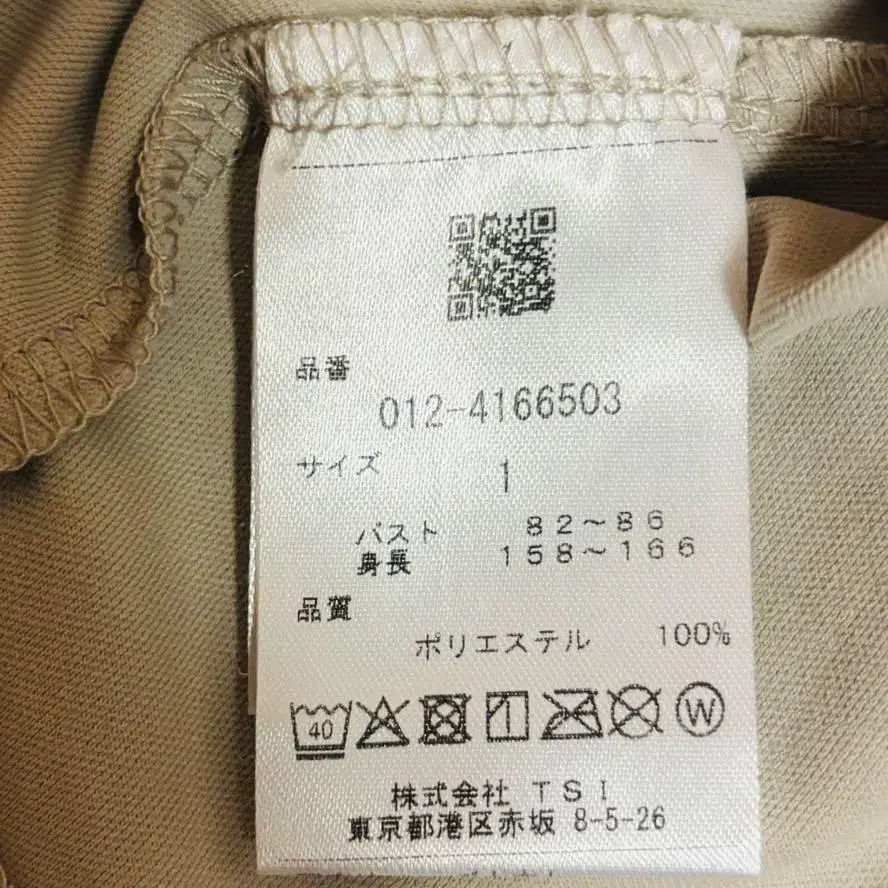 品番
012-4166503
サイズ 1
バスト 82～86
身長 158～166
品質
ポリエステル 100%
40 W
株式会社 TSI
東京都港区赤坂 8-5-26